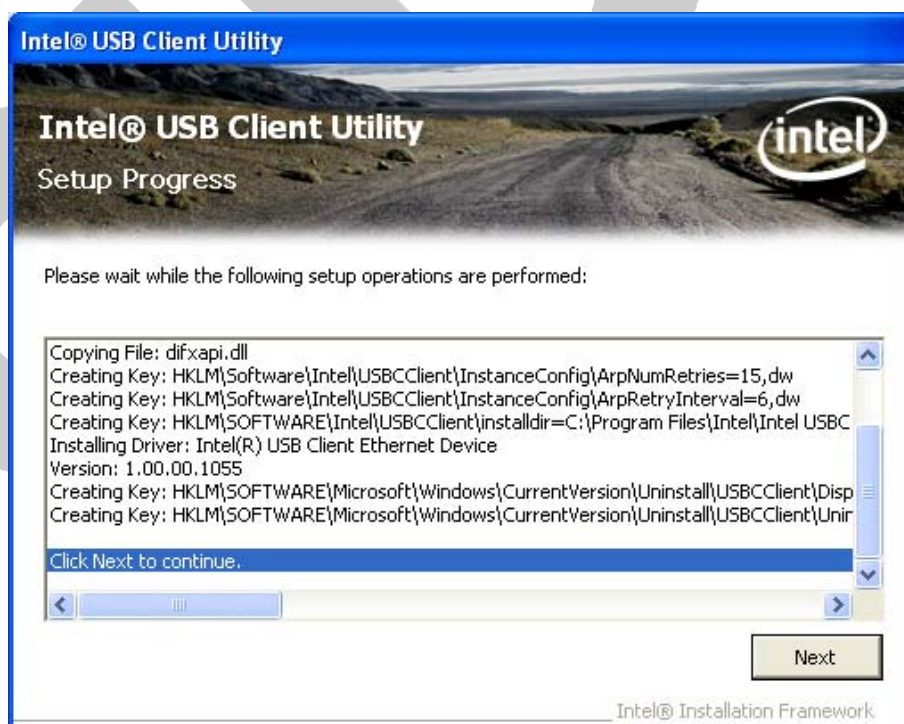 Intel® USB Client Utility
Intel® USB Client Utility
Setup Progress
intel
Please wait while the following setup operations are performed:
Copying File: difxapi.dll
Creating Key: HKLM\Software\Intel\USBCClient\InstanceConfig\ArpNumRetries=15,dw
Creating Key: HKLM\Software\Intel\USBCClient\InstanceConfig\ArpRetryInterval=6,dw
Creating Key: HKLM\SOFTWARE\Intel\USBCClient\installdir=C:\Program Files\Intel\Intel USBC
Installing Driver: Intel(R) USB Client Ethernet Device
Version: 1.00.00.1055
Creating Key: HKLM\SOFTWARE\Microsoft\Windows\CurrentVersion\Uninstall\USBCClient\Disp
Creating Key: HKLM\SOFTWARE\Microsoft\Windows\CurrentVersion\Uninstall\USBCClient\Unin
Click Next to continue.
Next
Intel® Installation Framework